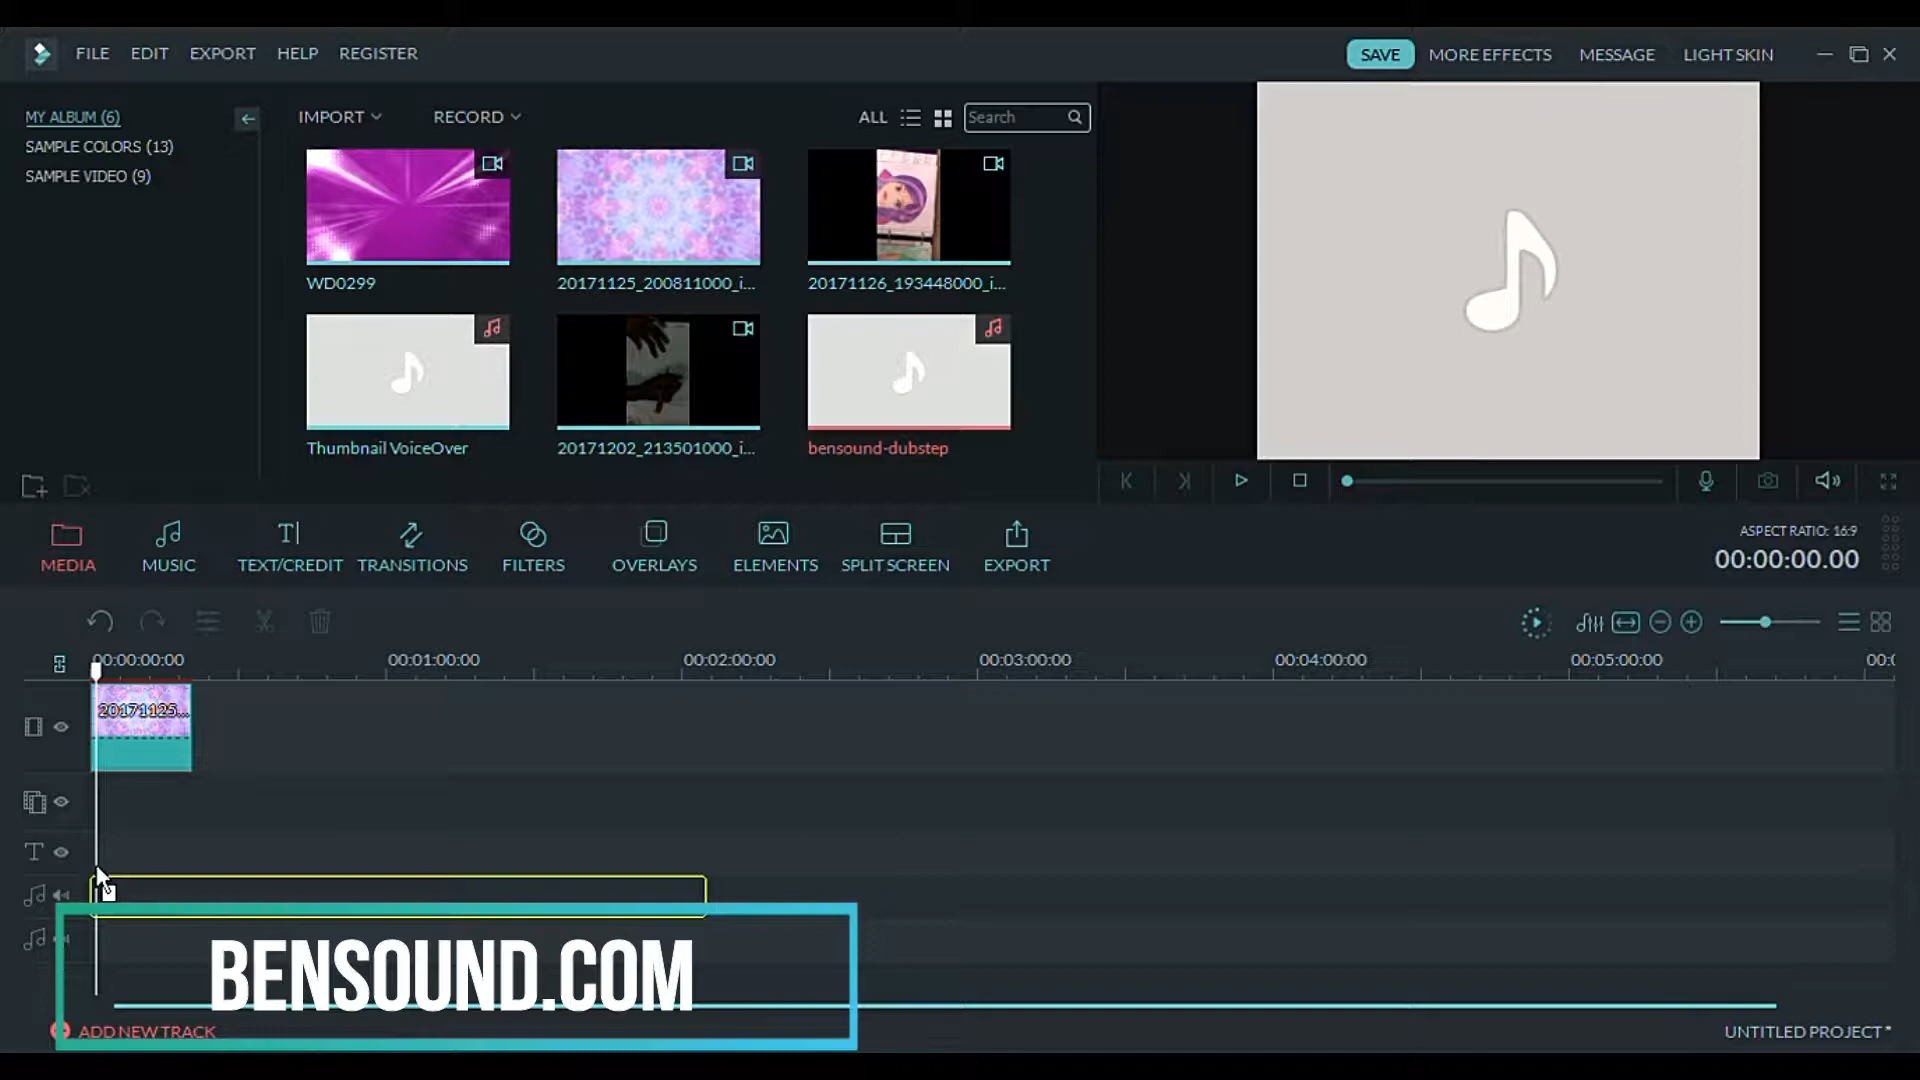 FILE EDIT EXPORT HELP REGISTER SAVE MORE EFFECTS MESSAGE LIGHT SKIN
MY ALBUM (6)
SAMPLE COLORS (13)
SAMPLE VIDEO (9)
IMPORT RECORD ALL Search
WD0299 20171125_200811000_i... 20171126_193448000_i...
Thumbnail VoiceOver 20171202_213501000_i... bensound-dubstep
MEDIA MUSIC TEXT/CREDIT TRANSITIONS FILTERS OVERLAYS ELEMENTS SPLIT SCREEN EXPORT
ASPECT RATIO: 16:9
00:00:00.00
00:00:00:00 00:01:00:00 00:02:00:00 00:03:00:00 00:04:00:00 00:05:00:00
20171125...
BENSOUND.COM
ADD NEW TRACK UNTITLED PROJECT *